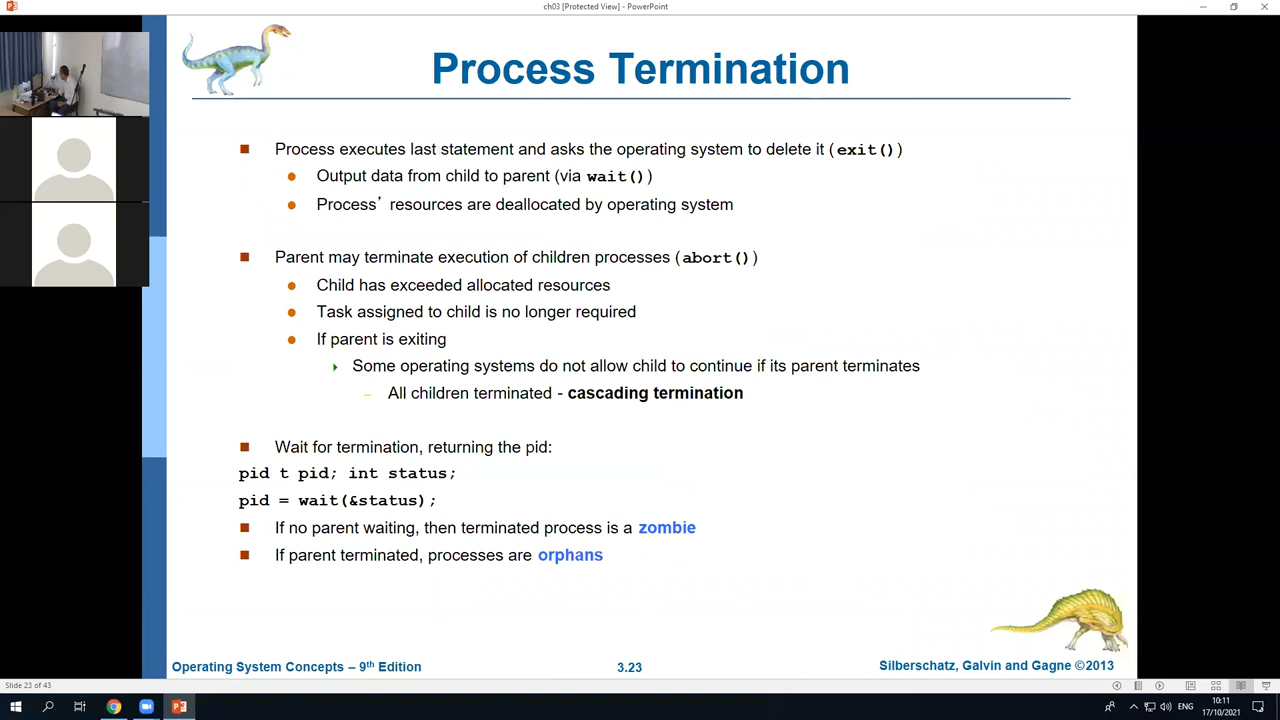 ch03 [Protected View] - PowerPoint
Process Termination
Process executes last statement and asks the operating system to delete it (exit())
Output data from child to parent (via wait())
Process’ resources are deallocated by operating system
Parent may terminate execution of children processes (abort())
Child has exceeded allocated resources
Task assigned to child is no longer required
If parent is exiting
Some operating systems do not allow child to continue if its parent terminates
All children terminated - cascading termination
Wait for termination, returning the pid:
pid t pid; int status;
pid = wait(&status);
If no parent waiting, then terminated process is a zombie
If parent terminated, processes are orphans
Operating System Concepts – 9th Edition
3.23
Silberschatz, Galvin and Gagne ©2013
Slide 23 of 43
ENG
10:11
17/10/2021